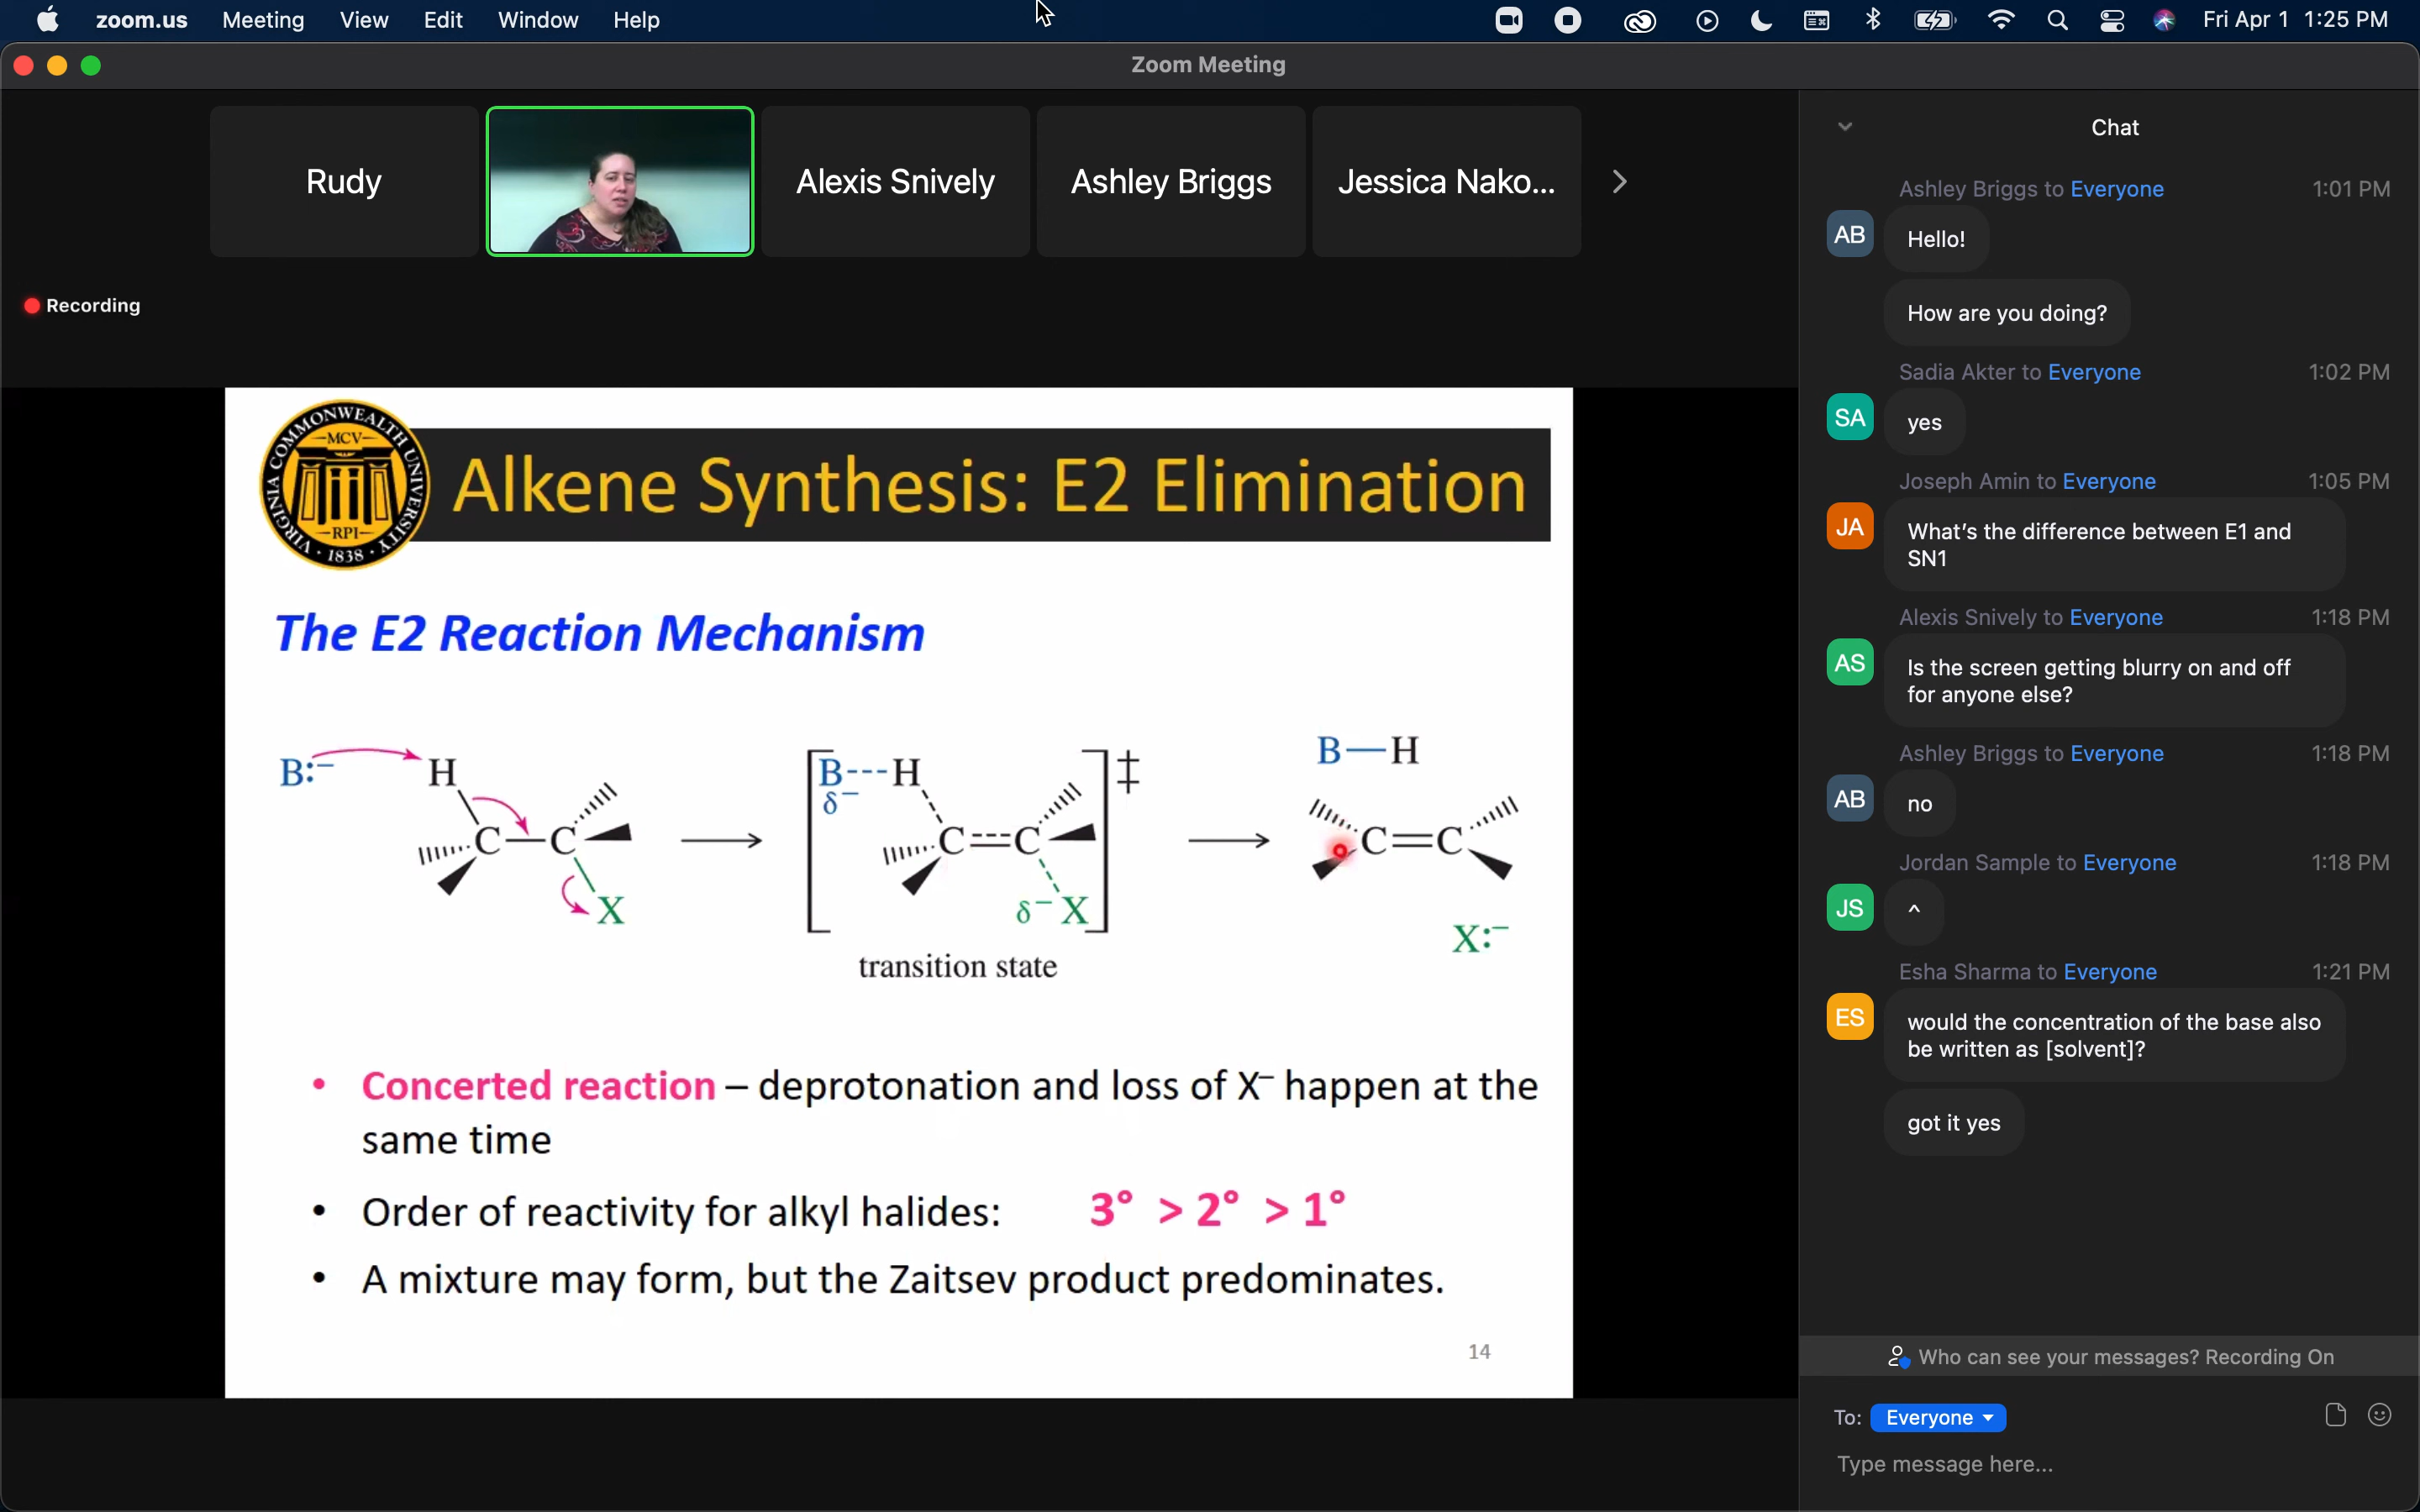 zoom.us Meeting View Edit Window Help Fri Apr 1 1:25 PM
Zoom Meeting
Rudy
Alexis Snively
Ashley Briggs
Jessica Nako...
Recording
VIRGINIA COMMONWEALTH UNIVERSITY
MCV
RPI
1838
Alkene Synthesis: E2 Elimination
The E2 Reaction Mechanism
B:⁻ H
C—C
X
B---H ‡
δ⁻
C=C
δ⁻ X
transition state
B—H
C=C
X:⁻
• Concerted reaction – deprotonation and loss of X⁻ happen at the
same time
• Order of reactivity for alkyl halides: 3° > 2° > 1°
• A mixture may form, but the Zaitsev product predominates.
14
Chat
Ashley Briggs to Everyone 1:01 PM
AB Hello!
How are you doing?
Sadia Akter to Everyone 1:02 PM
SA yes
Joseph Amin to Everyone 1:05 PM
JA What's the difference between E1 and
SN1
Alexis Snively to Everyone 1:18 PM
AS Is the screen getting blurry on and off
for anyone else?
Ashley Briggs to Everyone 1:18 PM
AB no
Jordan Sample to Everyone 1:18 PM
JS ^
Esha Sharma to Everyone 1:21 PM
ES would the concentration of the base also
be written as [solvent]?
got it yes
Who can see your messages? Recording On
To: Everyone
Type message here...